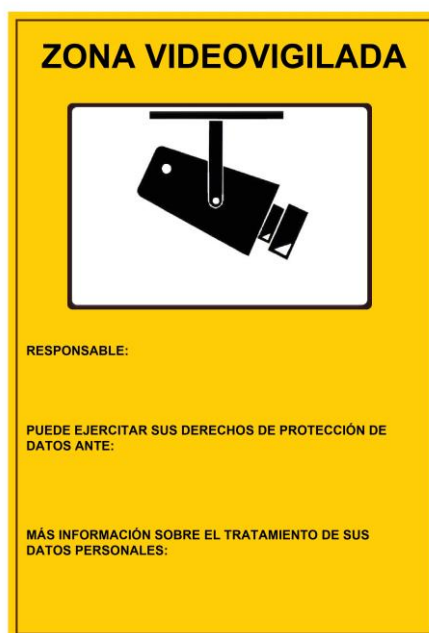 ZONA VIDEOVIGILADA
RESPONSABLE:
PUEDE EJERCITAR SUS DERECHOS DE PROTECCIÓN DE
DATOS ANTE:
MÁS INFORMACIÓN SOBRE EL TRATAMIENTO DE SUS
DATOS PERSONALES: